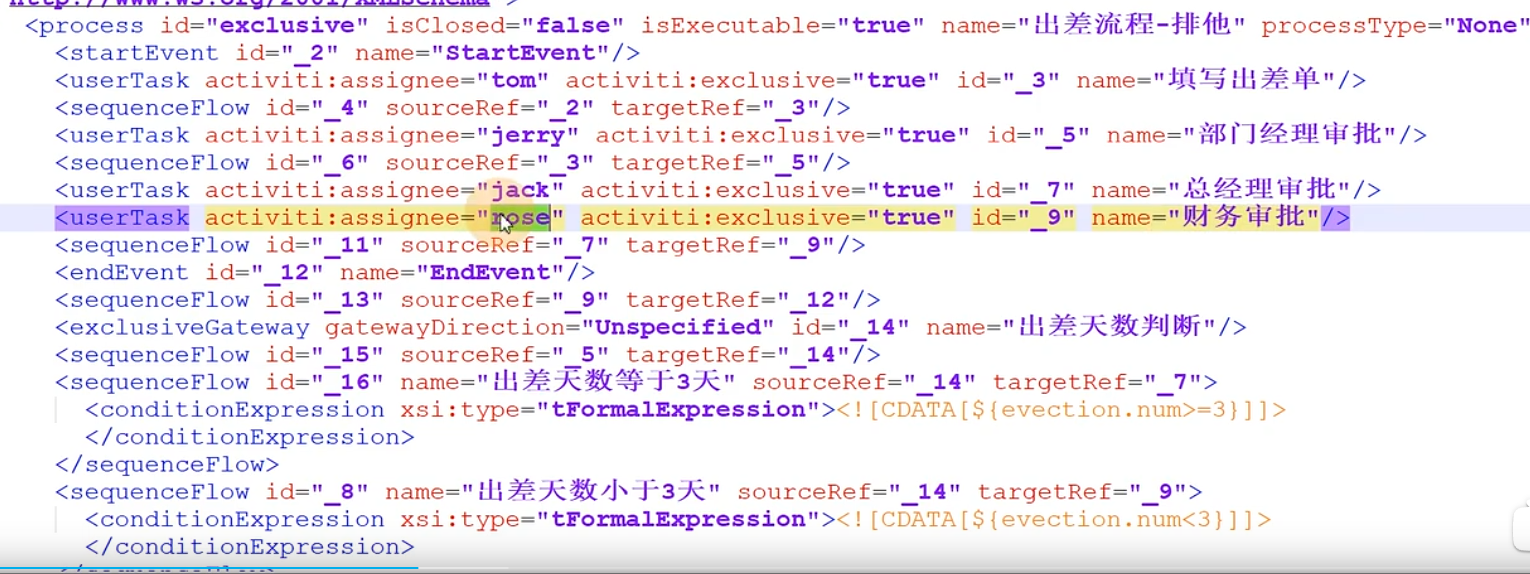 http://www.w3.org/2001/XMLSchema">
<process id="exclusive" isClosed="false" isExecutable="true" name="出差流程-排他" processType="None"
<startEvent id="_2" name="StartEvent"/>
<userTask activiti:assignee="tom" activiti:exclusive="true" id="_3" name="填写出差单"/>
<sequenceFlow id="_4" sourceRef="_2" targetRef="_3"/>
<userTask activiti:assignee="jerry" activiti:exclusive="true" id="_5" name="部门经理审批"/>
<sequenceFlow id="_6" sourceRef="_3" targetRef="_5"/>
<userTask activiti:assignee="jack" activiti:exclusive="true" id="_7" name="总经理审批"/>
<userTask activiti:assignee="rose" activiti:exclusive="true" id="_9" name="财务审批"/>
<sequenceFlow id="_11" sourceRef="_7" targetRef="_9"/>
<endEvent id="_12" name="EndEvent"/>
<sequenceFlow id="_13" sourceRef="_9" targetRef="_12"/>
<exclusiveGateway gatewayDirection="Unspecified" id="_14" name="出差天数判断"/>
<sequenceFlow id="_15" sourceRef="_5" targetRef="_14"/>
<sequenceFlow id="_16" name="出差天数等于3天" sourceRef="_14" targetRef="_7">
<conditionExpression xsi:type="tFormalExpression"><![CDATA[${evection.num>=3}]]>
</conditionExpression>
</sequenceFlow>
<sequenceFlow id="_8" name="出差天数小于3天" sourceRef="_14" targetRef="_9">
<conditionExpression xsi:type="tFormalExpression"><![CDATA[${evection.num<3}]]>
</conditionExpression>